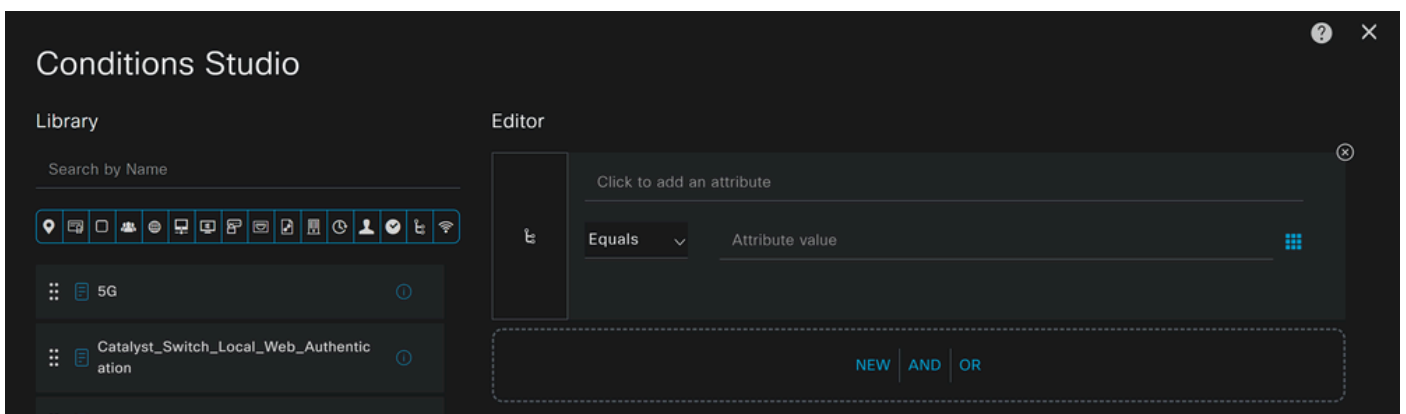 Conditions Studio
Library
Search by Name
5G
Catalyst_Switch_Local_Web_Authentic
ation
Editor
Click to add an attribute
Equals
Attribute value
NEW AND OR